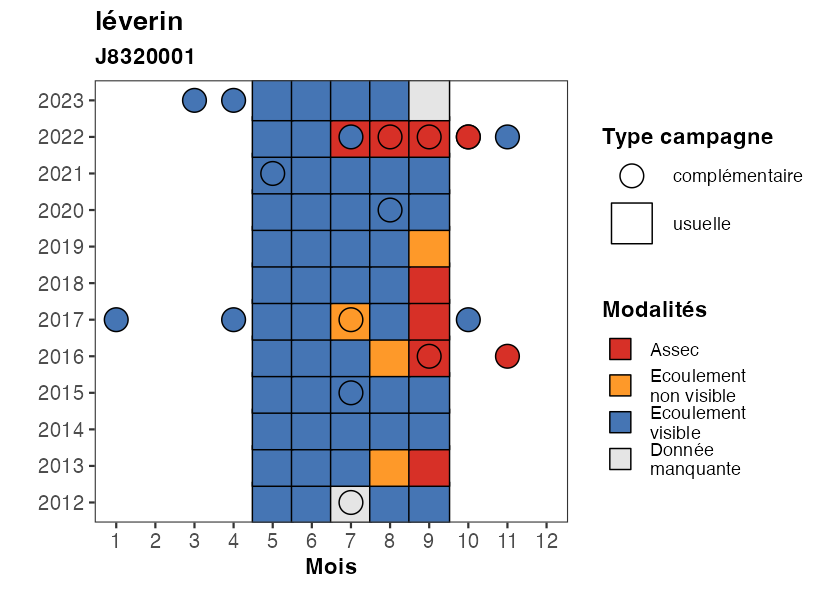 léverin
J8320001
2023
2022
2021
2020
2019
2018
2017
2016
2015
2014
2013
2012
1 2 3 4 5 6 7 8 9 10 11 12
Mois
Type campagne
complémentaire
usuelle
Modalités
Assec
Ecoulement
non visible
Ecoulement
visible
Donnée
manquante